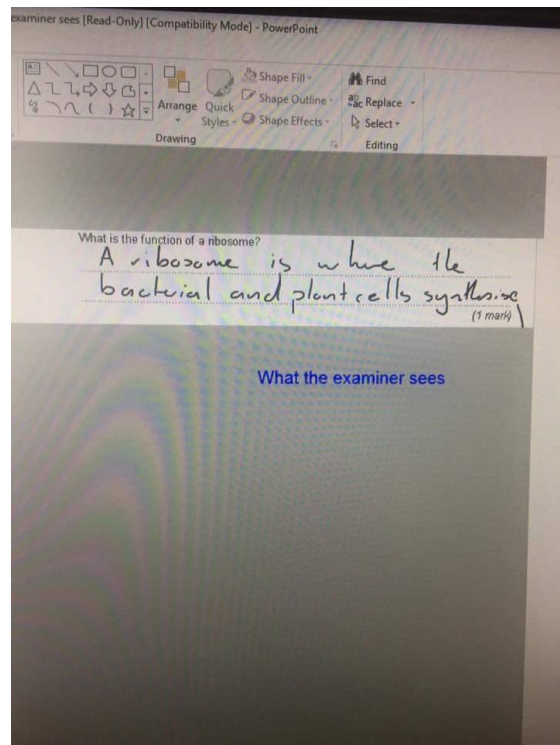 examiner sees [Read-Only] [Compatibility Mode] - PowerPoint
Shape Fill
Find
Shape Outline
Replace
Arrange
Quick Styles
Shape Effects
Select
Drawing
Editing
What is the function of a ribosome?
A ribosome is where the
bacterial and plant cells synthesise
(1 mark)
What the examiner sees